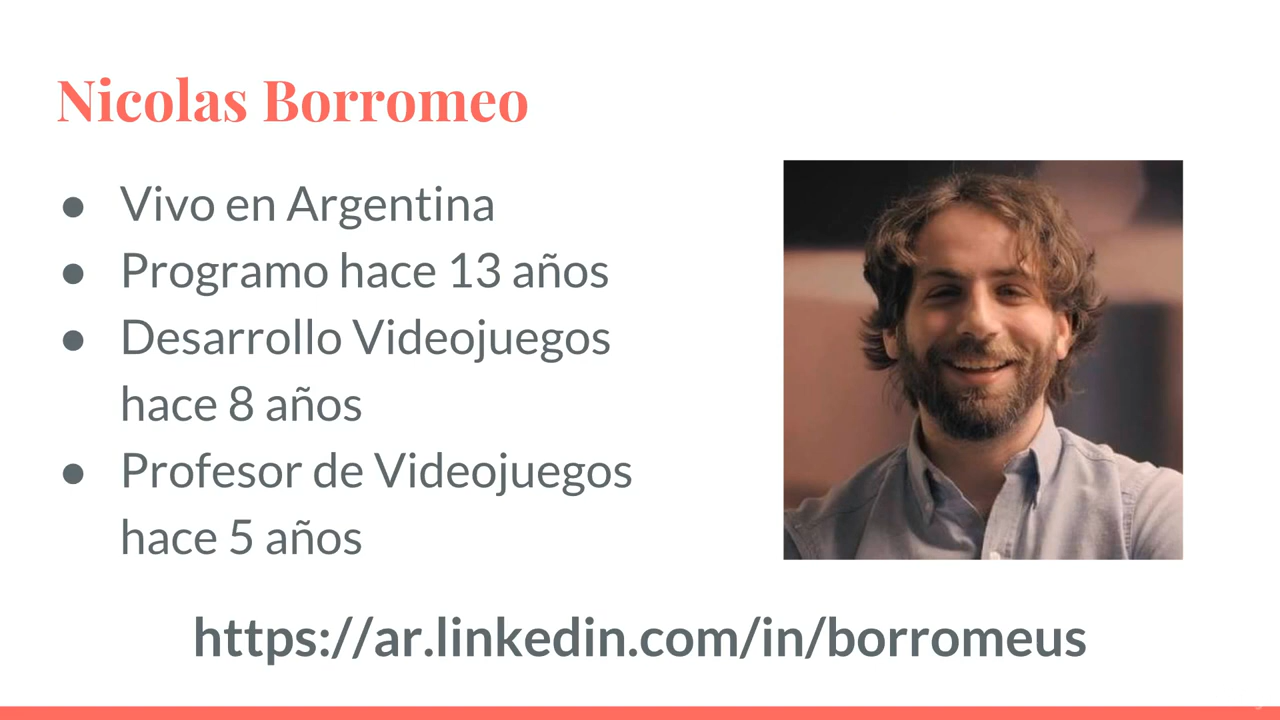 Nicolas Borromeo
● Vivo en Argentina
● Programo hace 13 años
● Desarrollo Videojuegos
hace 8 años
● Profesor de Videojuegos
hace 5 años
https://ar.linkedin.com/in/borromeus